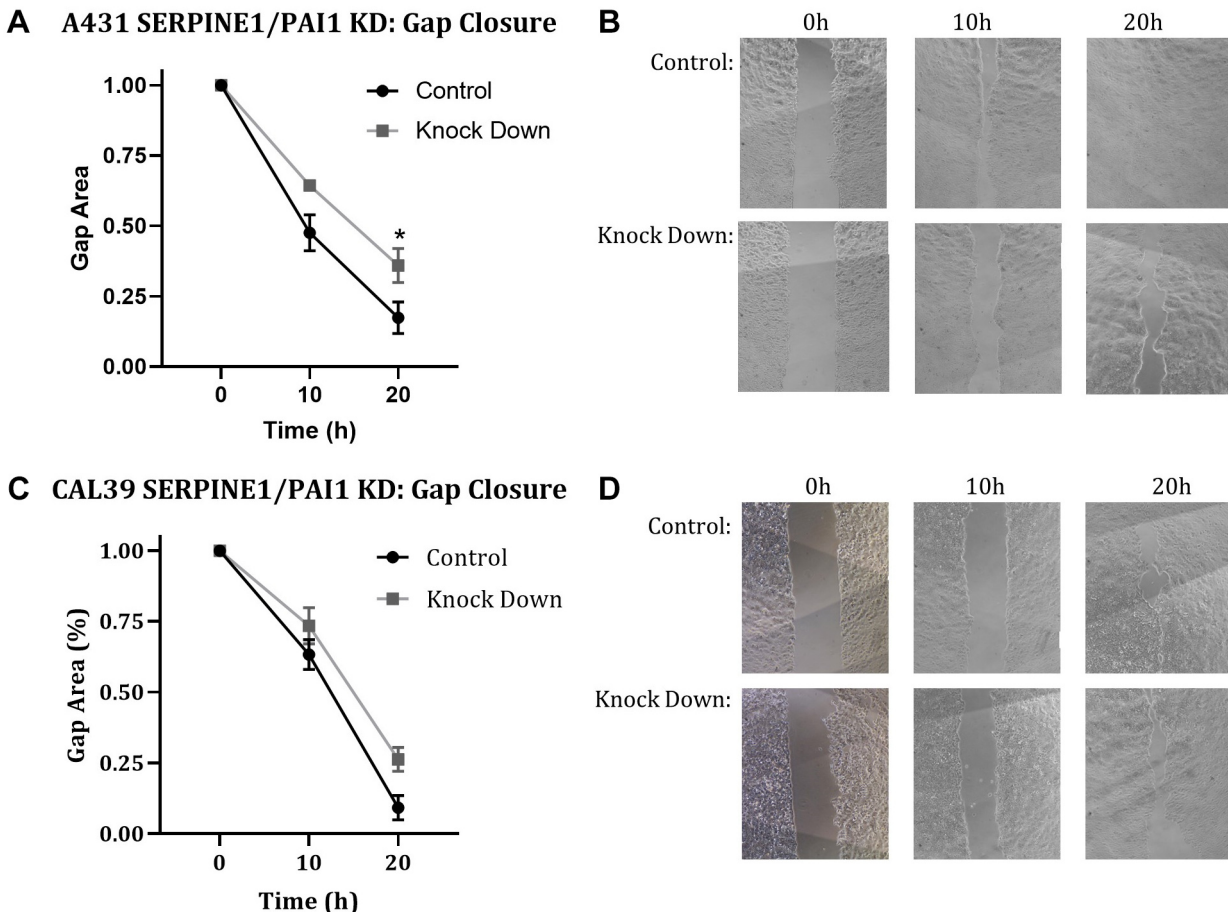 A
A431 SERPINE1/PAI1 KD: Gap Closure
Gap Area
1.00
0.75
0.50
0.25
0.00
Control
Knock Down
*
0 10 20
Time (h)
B
0h 10h 20h
Control:
Knock Down:
C
CAL39 SERPINE1/PAI1 KD: Gap Closure
Gap Area (%)
1.00
0.75
0.50
0.25
0.00
Control
Knock Down
0 10 20
Time (h)
D
0h 10h 20h
Control:
Knock Down: